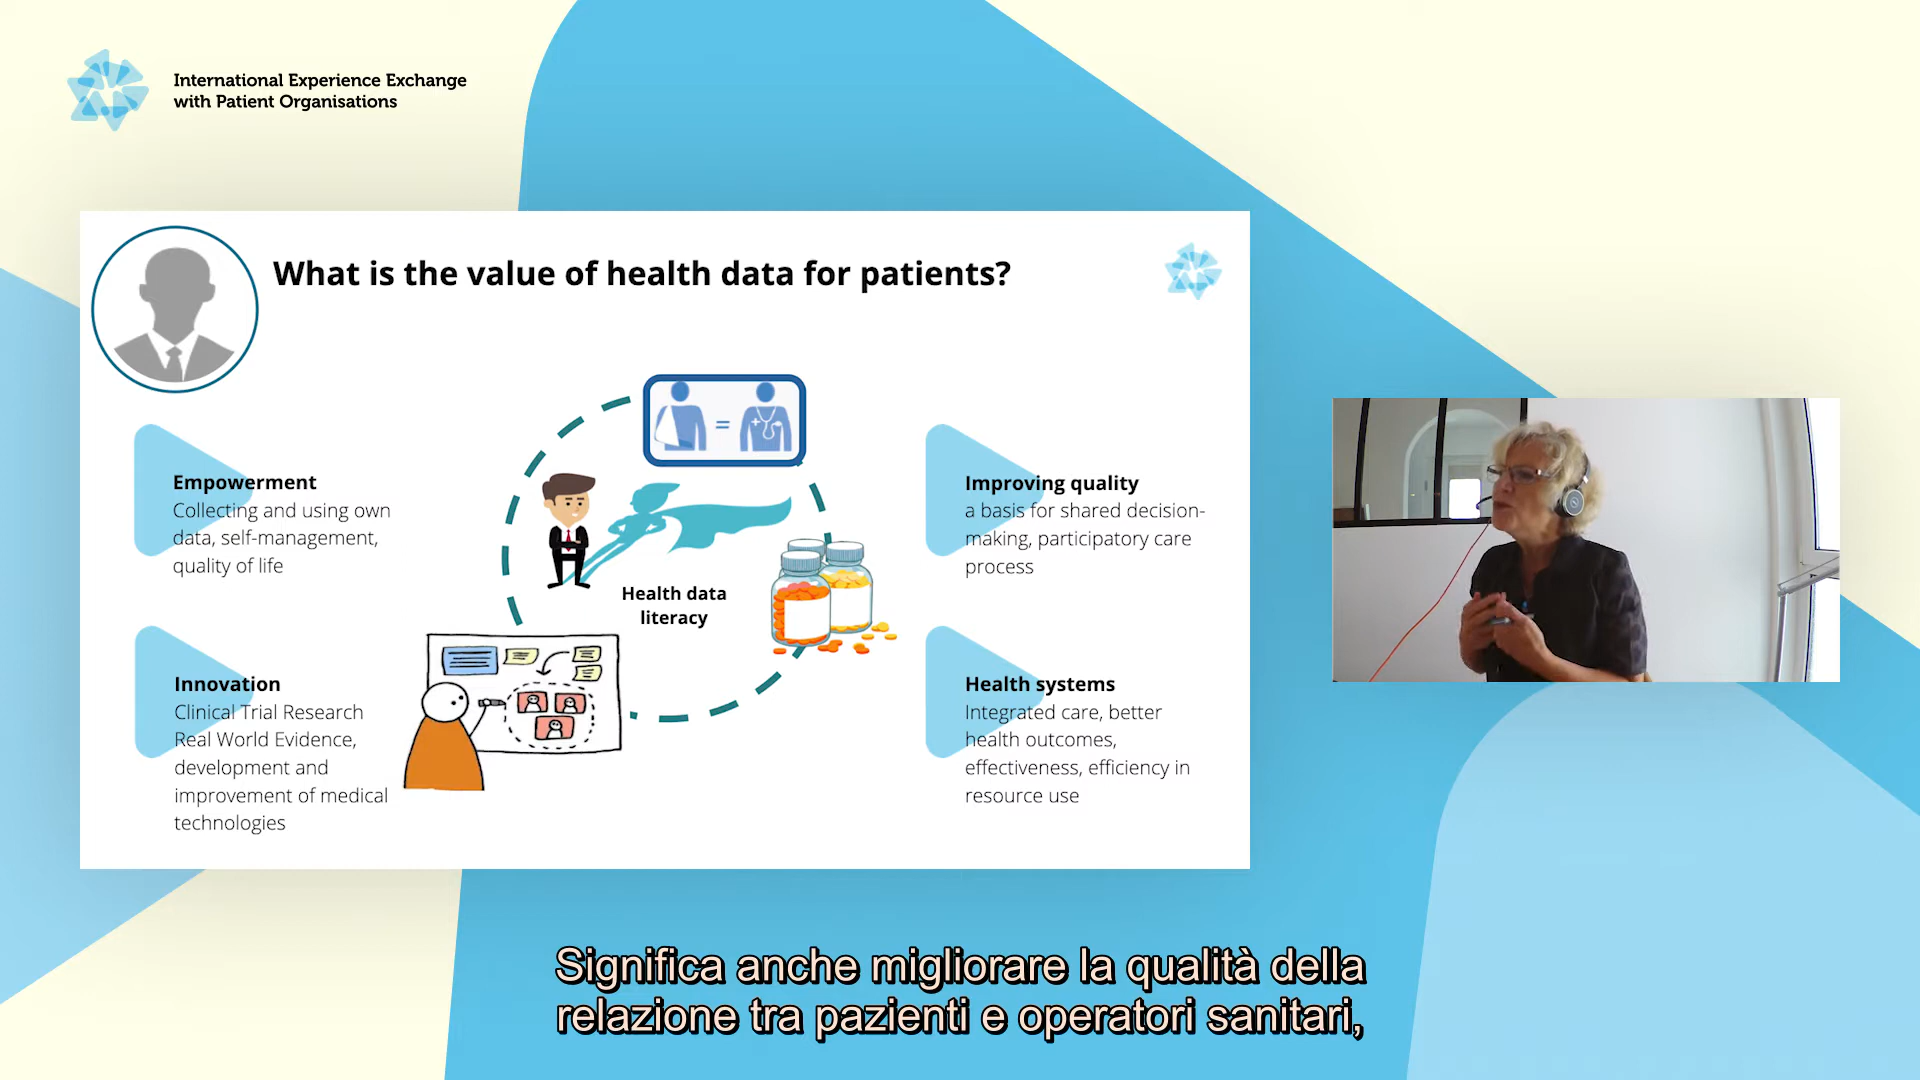 International Experience Exchange
with Patient Organisations
What is the value of health data for patients?
Empowerment
Collecting and using own
data, self-management,
quality of life
Innovation
Clinical Trial Research
Real World Evidence,
development and
improvement of medical
technologies
=
Health data
literacy
Improving quality
a basis for shared decision-
making, participatory care
process
Health systems
Integrated care, better
health outcomes,
effectiveness, efficiency in
resource use
Significa anche migliorare la qualità della
relazione tra pazienti e operatori sanitari,